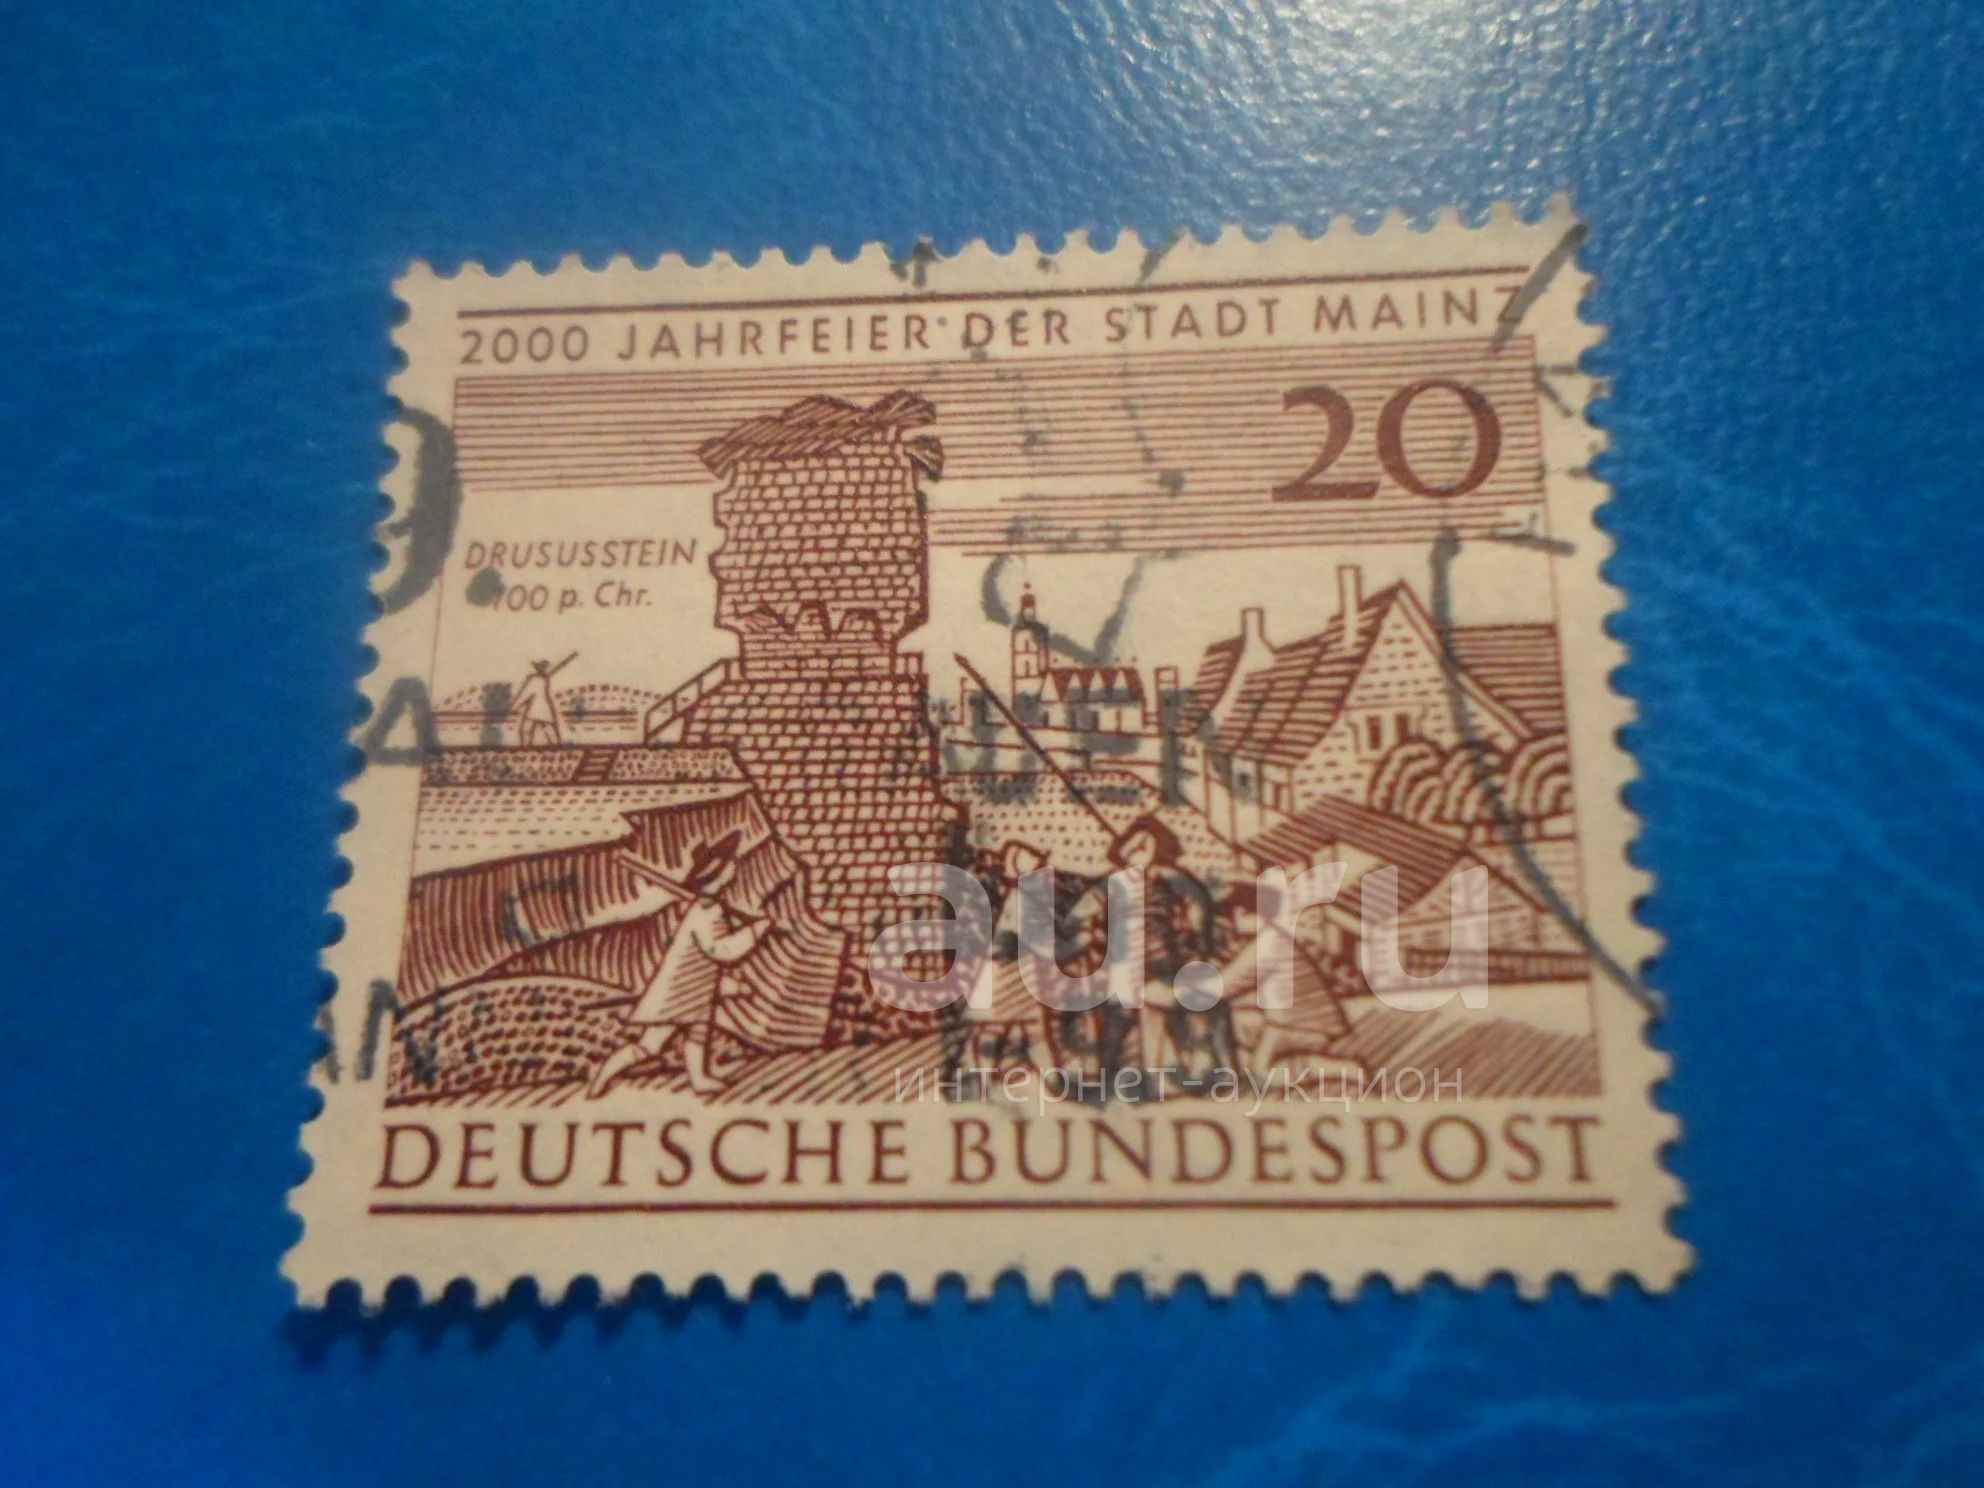 2000 JAHRFEIER DER STADT MAINZ
20
DRUSUSSTEIN
100 p. Chr.
au.ru
интернет-аукцион
DEUTSCHE BUNDESPOST